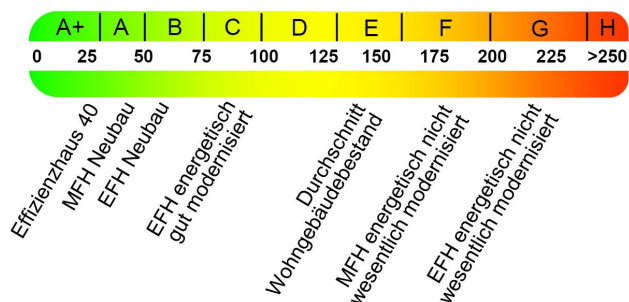 A+ A B C D E F G H
0 25 50 75 100 125 150 175 200 225 >250
Effizienzhaus 40
MFH Neubau
EFH Neubau
EFH energetisch
gut modernisiert
Durchschnitt
Wohngebäudebestand
MFH energetisch nicht
wesentlich modernisiert
EFH energetisch nicht
wesentlich modernisiert